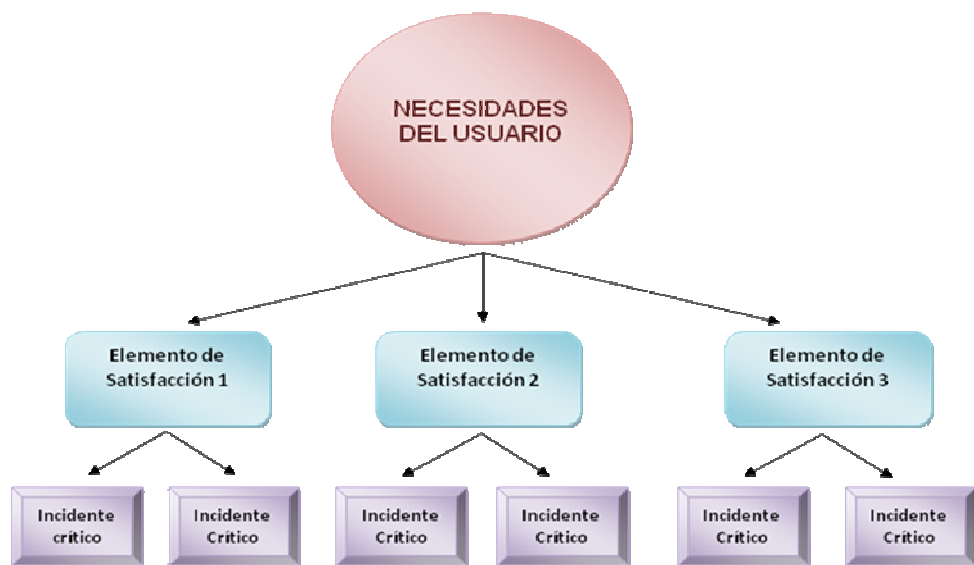 NECESIDADES
DEL USUARIO
Elemento de
Satisfacción 1
Elemento de
Satisfacción 2
Elemento de
Satisfacción 3
Incidente
crítico
Incidente
Crítico
Incidente
Crítico
Incidente
Crítico
Incidente
Crítico
Incidente
Crítico